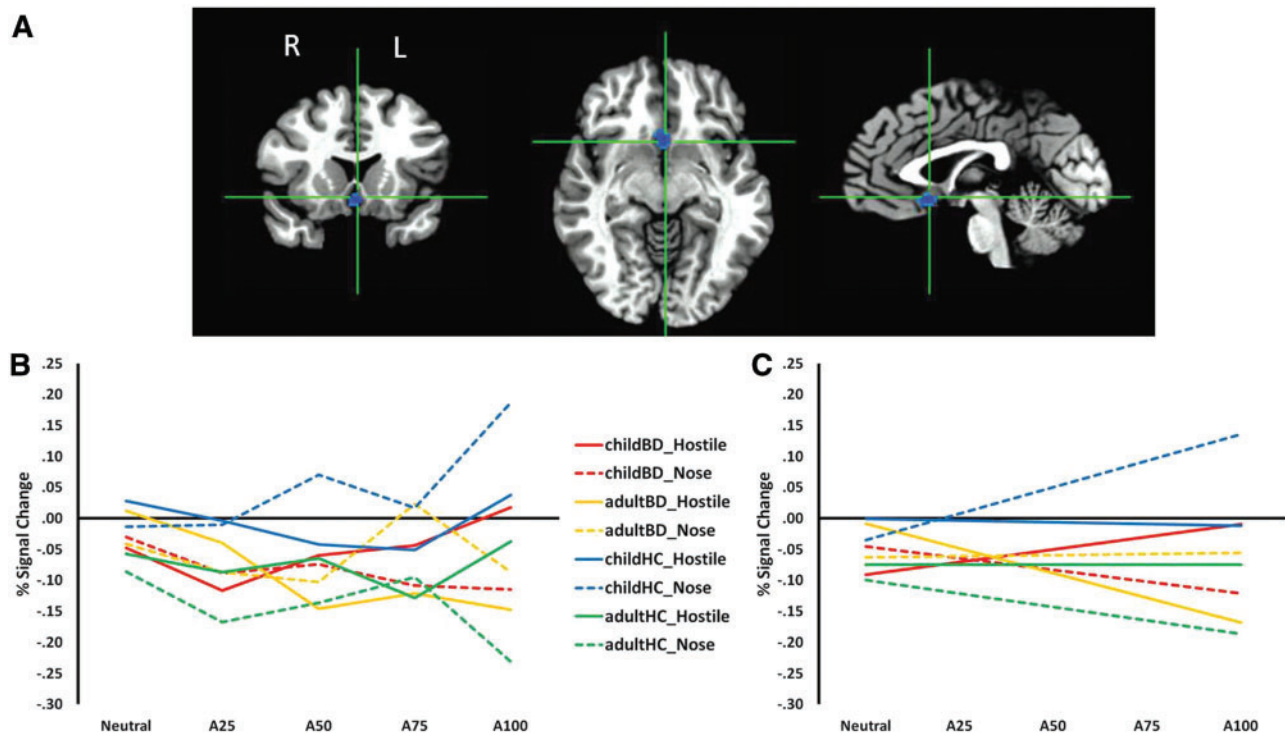 A
R L
B
% Signal Change
.25
.20
.15
.10
.05
.00
-.05
-.10
-.15
-.20
-.25
-.30
Neutral A25 A50 A75 A100
childBD_Hostile
childBD_Nose
adultBD_Hostile
adultBD_Nose
childHC_Hostile
childHC_Nose
adultHC_Hostile
adultHC_Nose
C
% Signal Change
.25
.20
.15
.10
.05
.00
-.05
-.10
-.15
-.20
-.25
-.30
Neutral A25 A50 A75 A100